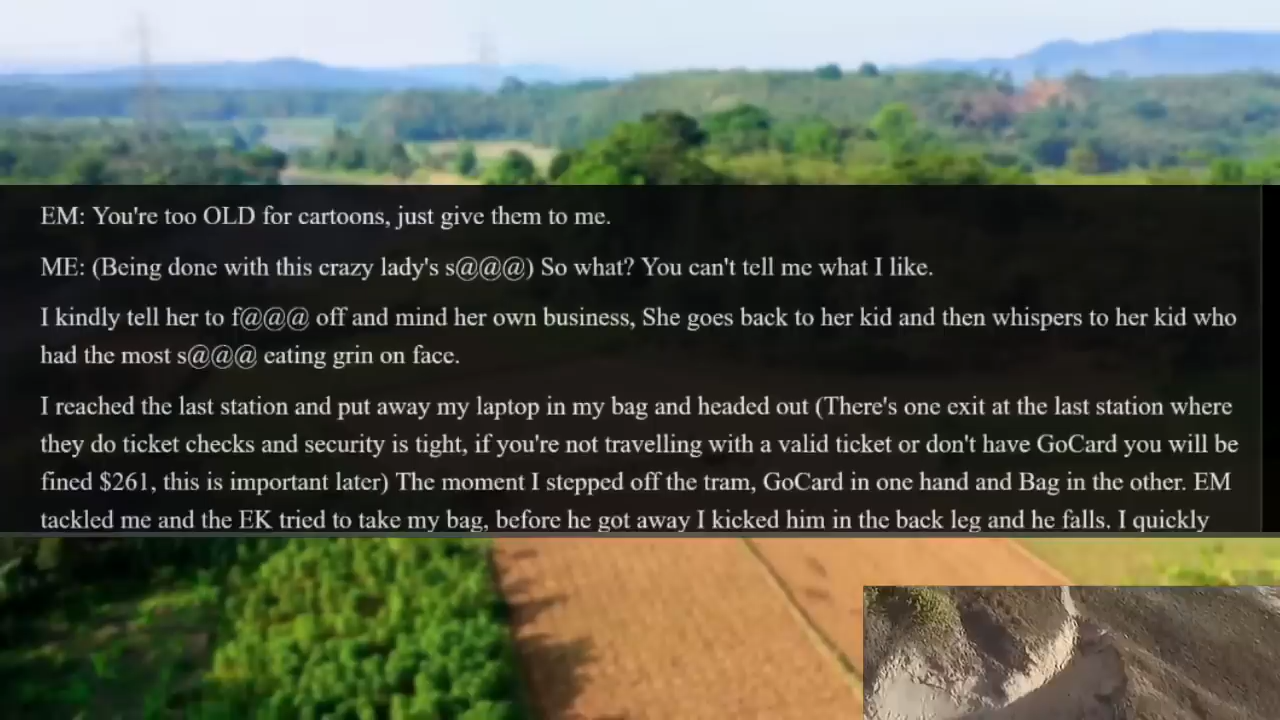 EM: You're too OLD for cartoons, just give them to me.
ME: (Being done with this crazy lady's s@@@) So what? You can't tell me what I like.
I kindly tell her to f@@@ off and mind her own business, She goes back to her kid and then whispers to her kid who
had the most s@@@ eating grin on face.
I reached the last station and put away my laptop in my bag and headed out (There's one exit at the last station where
they do ticket checks and security is tight, if you're not travelling with a valid ticket or don't have GoCard you will be
fined $261, this is important later) The moment I stepped off the tram, GoCard in one hand and Bag in the other. EM
tackled me and the EK tried to take my bag, before he got away I kicked him in the back leg and he falls. I quickly